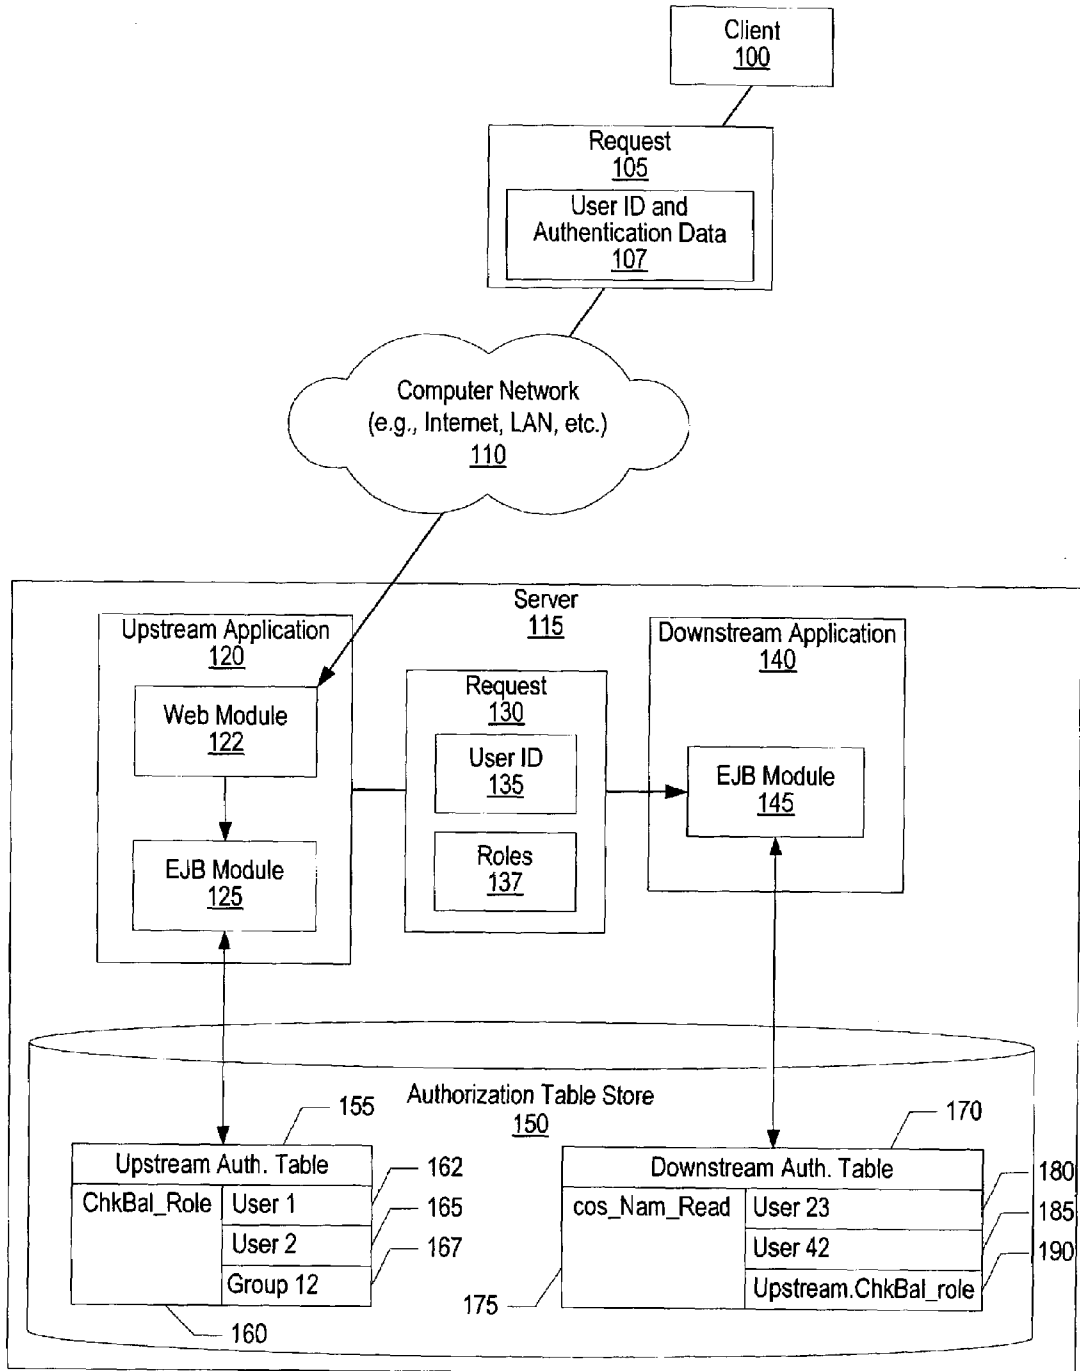 Client
100
Request
105
User ID and
Authentication Data
107
Computer Network
(e.g., Internet, LAN, etc.)
110
Server
115
Upstream Application
120
Web Module
122
EJB Module
125
Request
130
User ID
135
Roles
137
Downstream Application
140
EJB Module
145
Authorization Table Store
150
155
Upstream Auth. Table
ChkBal_Role
User 1
User 2
Group 12
162
165
167
160
170
Downstream Auth. Table
cos_Nam_Read
User 23
User 42
Upstream.ChkBal_role
180
185
190
175